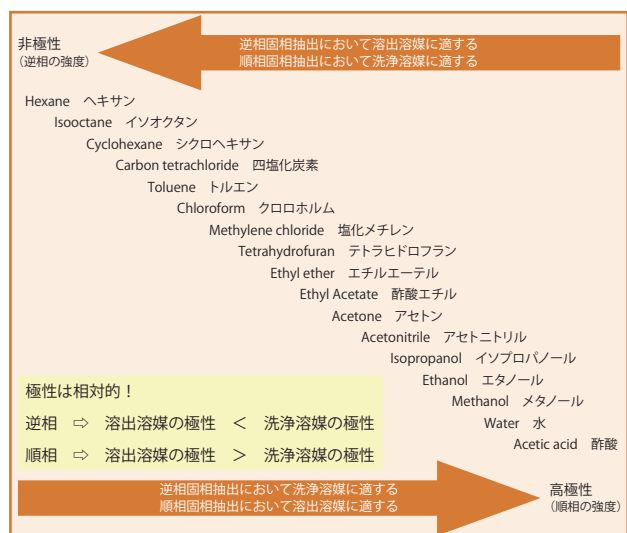 非極性
（逆相の強度）
逆相固相抽出において溶出溶媒に適する
順相固相抽出において洗浄溶媒に適する
Hexane　ヘキサン
Isooctane　イソオクタン
Cyclohexane　シクロヘキサン
Carbon tetrachloride　四塩化炭素
Toluene　トルエン
Chloroform　クロロホルム
Methylene chloride　塩化メチレン
Tetrahydrofuran　テトラヒドロフラン
Ethyl ether　エチルエーテル
Ethyl Acetate　酢酸エチル
Acetone　アセトン
Acetonitrile　アセトニトリル
Isopropanol　イソプロパノール
Ethanol　エタノール
Methanol　メタノール
Water　水
Acetic acid　酢酸
極性は相対的！
逆相　⇨　溶出溶媒の極性　＜　洗浄溶媒の極性
順相　⇨　溶出溶媒の極性　＞　洗浄溶媒の極性
逆相固相抽出において洗浄溶媒に適する
順相固相抽出において溶出溶媒に適する
高極性
（順相の強度）